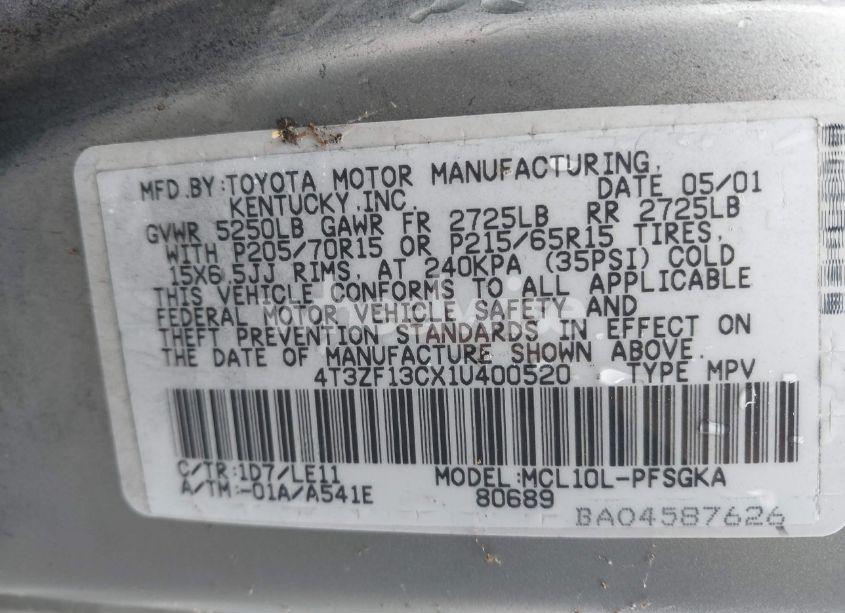 MFD.BY:TOYOTA MOTOR MANUFACTURING,
KENTUCKY,INC. DATE 05/01
GVWR 5250LB GAWR FR 2725LB RR 2725LB
WITH P205/70R15 OR P215/65R15 TIRES,
15X6.5JJ RIMS, AT 240KPA (35PSI) COLD
THIS VEHICLE CONFORMS TO ALL APPLICABLE
FEDERAL MOTOR VEHICLE SAFETY AND
THEFT PREVENTION STANDARDS IN EFFECT ON
THE DATE OF MANUFACTURE SHOWN ABOVE.
4T3ZF13CX1U400520 TYPE MPV
C/TR:1D7/LE11 MODEL:MCL10L-PFSGKA
A/TM:-01A/A541E 80689
BA04587626